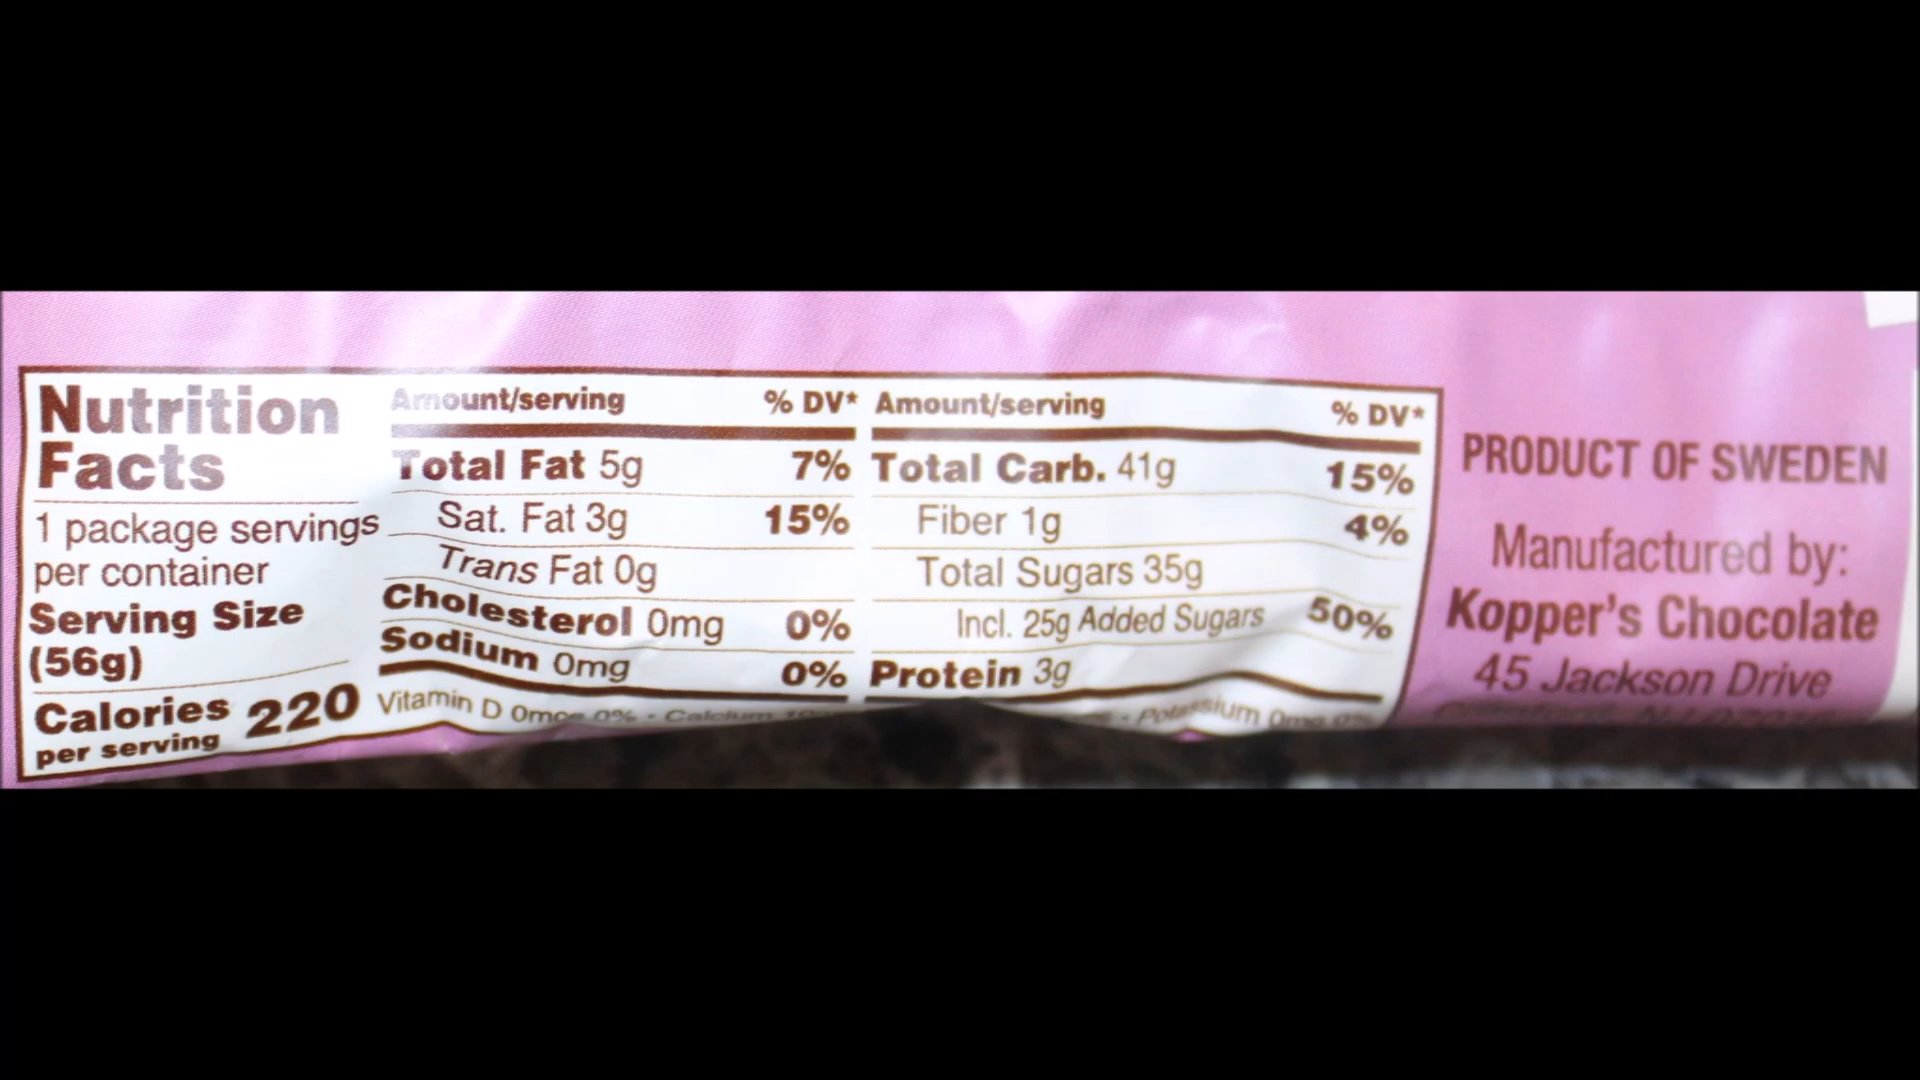 Nutrition
Facts
1 package servings
per container
Serving Size
(56g)
Calories 220
per serving
Amount/serving % DV*
Total Fat 5g 7%
Sat. Fat 3g 15%
Trans Fat 0g
Cholesterol 0mg 0%
Sodium 0mg 0%
Amount/serving % DV*
Total Carb. 41g 15%
Fiber 1g 4%
Total Sugars 35g
Incl. 25g Added Sugars 50%
Protein 3g
Vitamin D 0mcg 0% • Calcium
• Potassium 0mg 0%
PRODUCT OF SWEDEN
Manufactured by:
Kopper's Chocolate
45 Jackson Drive